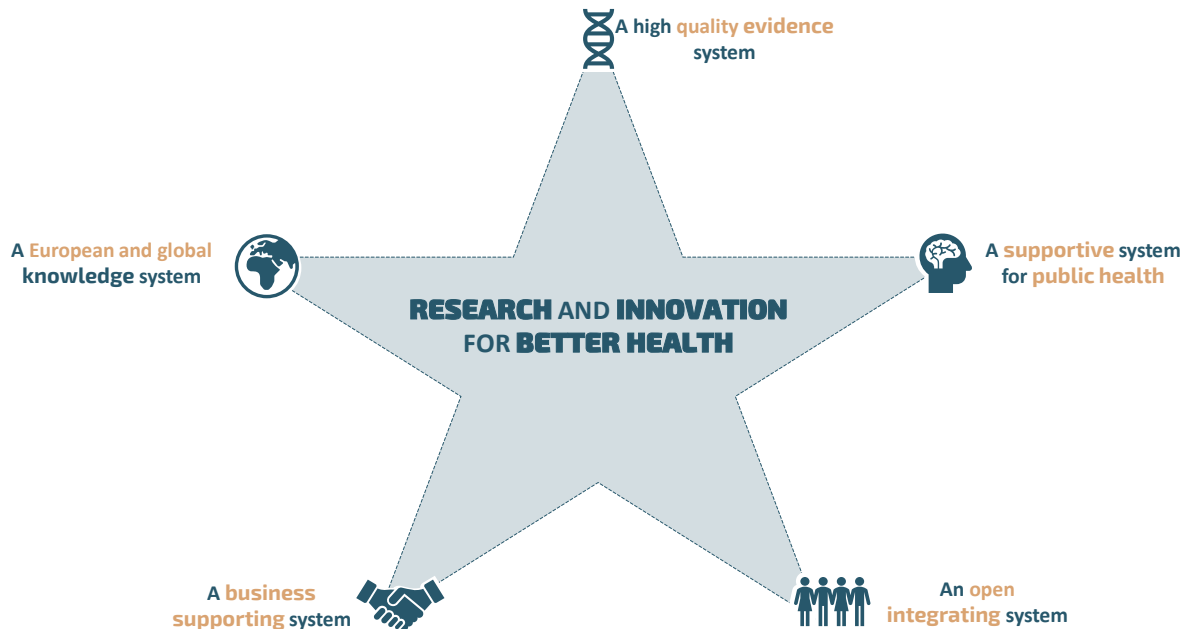 A high quality evidence
system
A European and global
knowledge system
A supportive system
for public health
RESEARCH AND INNOVATION
FOR BETTER HEALTH
A business
supporting system
An open
integrating system